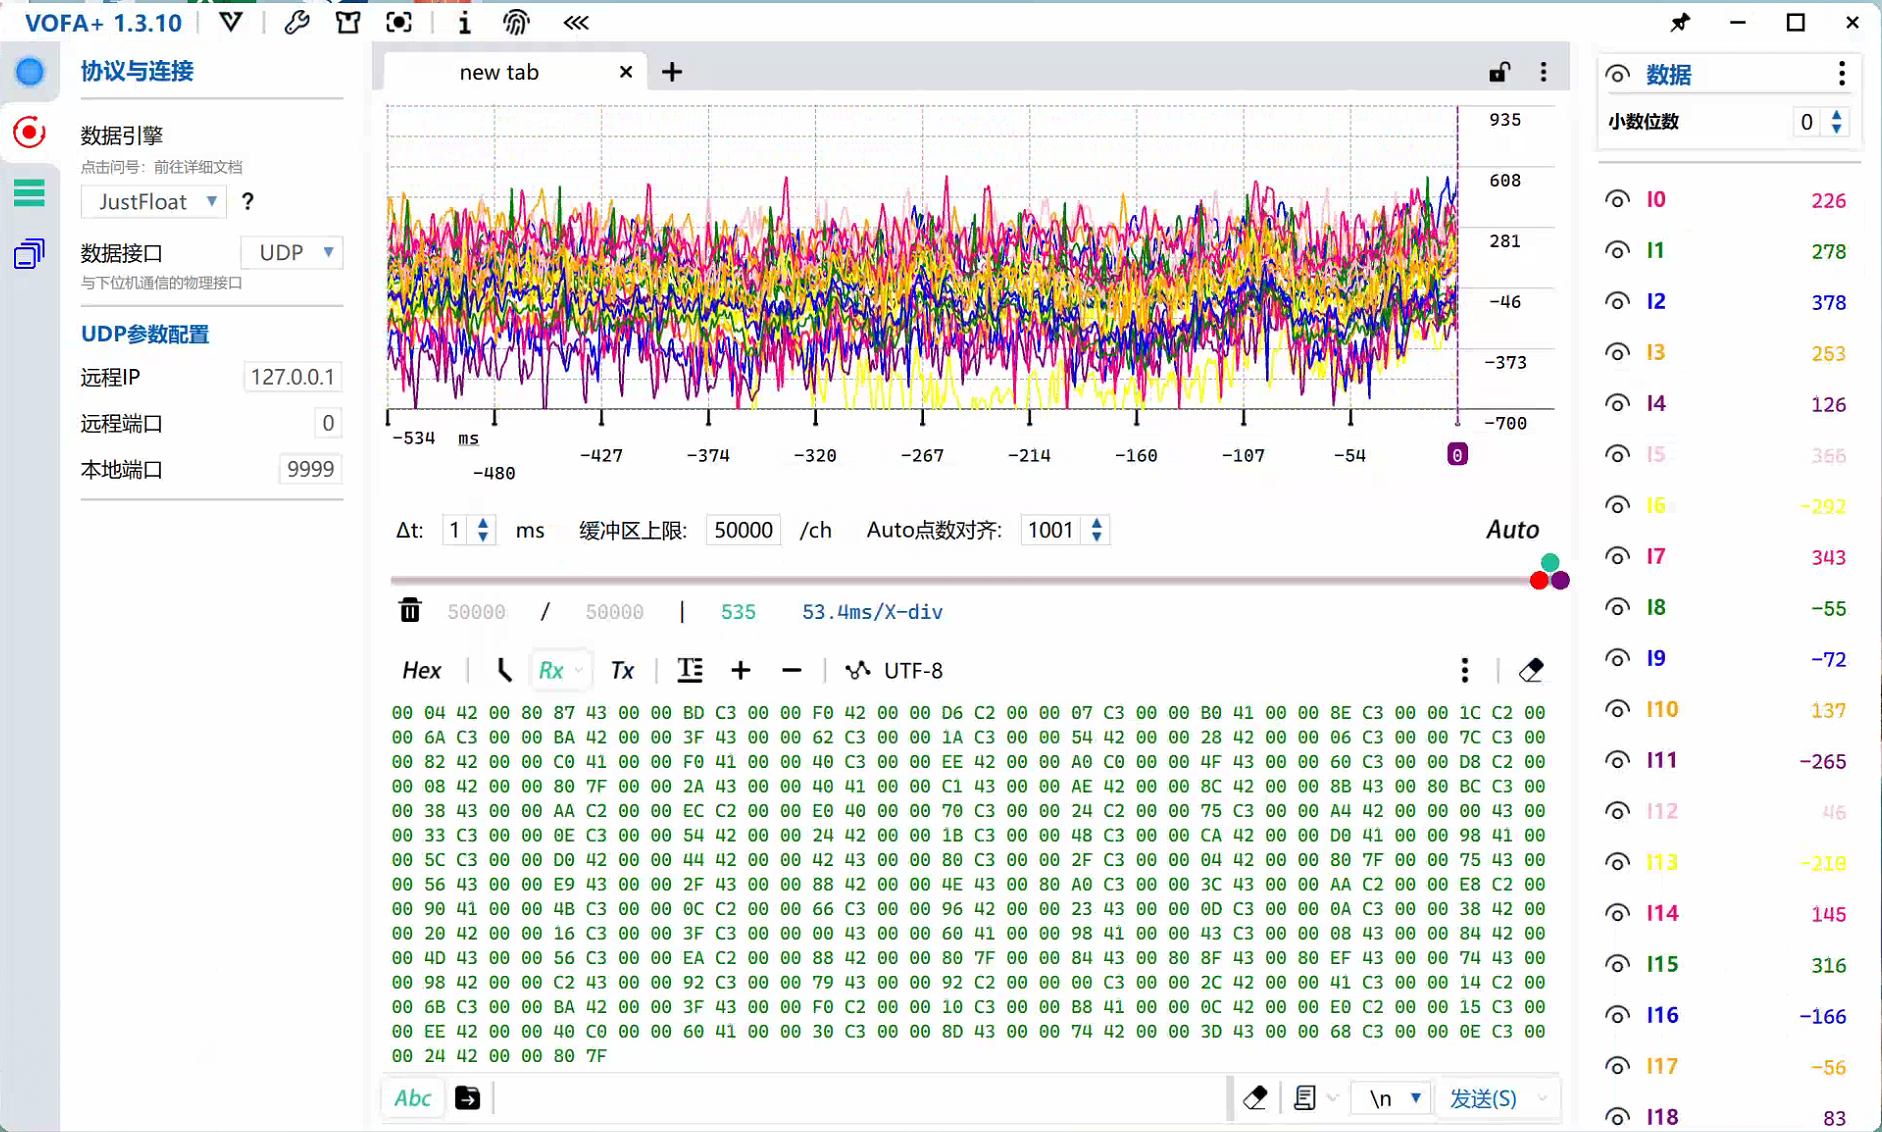 VOFA+ 1.3.10
协议与连接
数据引擎
点击问号：前往详细文档
JustFloat ?
数据接口 UDP
与下位机通信的物理接口
UDP参数配置
远程IP 127.0.0.1
远程端口 0
本地端口 9999
new tab
935
608
281
-46
-373
-700
-534 ms
-480
-427 -374 -320 -267 -214 -160 -107 -54 0
Δt: 1 ms 缓冲区上限: 50000 /ch Auto点数对齐: 1001 Auto
50000 / 50000 | 535 53.4ms/X-div
Hex Rx Tx UTF-8
00 04 42 00 80 87 43 00 00 BD C3 00 00 F0 42 00 00 D6 C2 00 00 07 C3 00 00 B0 41 00 00 8E C3 00 00 1C C2 00
00 6A C3 00 00 BA 42 00 00 3F 43 00 00 62 C3 00 00 1A C3 00 00 54 42 00 00 28 42 00 00 06 C3 00 00 7C C3 00
00 82 42 00 00 C0 41 00 00 F0 41 00 00 40 C3 00 00 EE 42 00 00 A0 C0 00 00 4F 43 00 00 60 C3 00 00 D8 C2 00
00 08 42 00 00 80 7F 00 00 2A 43 00 00 40 41 00 00 C1 43 00 00 AE 42 00 00 8C 42 00 00 8B 43 00 80 BC C3 00
00 38 43 00 00 AA C2 00 00 EC C2 00 00 E0 40 00 00 70 C3 00 00 24 C2 00 00 75 C3 00 00 A4 42 00 00 00 43 00
00 33 C3 00 00 0E C3 00 00 54 42 00 00 24 42 00 00 1B C3 00 00 48 C3 00 00 CA 42 00 00 D0 41 00 00 98 41 00
00 5C C3 00 00 D0 42 00 00 44 42 00 00 42 43 00 00 80 C3 00 00 2F C3 00 00 04 42 00 00 80 7F 00 00 75 43 00
00 56 43 00 00 E9 43 00 00 2F 43 00 00 88 42 00 00 4E 43 00 80 A0 C3 00 00 3C 43 00 00 AA C2 00 00 E8 C2 00
00 90 41 00 00 4B C3 00 00 0C C2 00 00 66 C3 00 00 96 42 00 00 23 43 00 00 0D C3 00 00 0A C3 00 00 38 42 00
00 20 42 00 00 16 C3 00 00 3F C3 00 00 00 43 00 00 60 41 00 00 98 41 00 00 43 C3 00 00 08 43 00 00 84 42 00
00 4D 43 00 00 56 C3 00 00 EA C2 00 00 88 42 00 00 80 7F 00 00 84 43 00 80 8F 43 00 80 EF 43 00 00 74 43 00
00 98 42 00 00 C2 43 00 00 92 C3 00 00 79 43 00 00 92 C2 00 00 00 C3 00 00 2C 42 00 00 41 C3 00 00 14 C2 00
00 6B C3 00 00 BA 42 00 00 3F 43 00 00 F0 C2 00 00 10 C3 00 00 B8 41 00 00 0C 42 00 00 E0 C2 00 00 15 C3 00
00 EE 42 00 00 40 C0 00 00 60 41 00 00 30 C3 00 00 8D 43 00 00 74 42 00 00 3D 43 00 00 68 C3 00 00 0E C3 00
00 24 42 00 00 80 7F
Abc \n 发送(S)
数据
小数位数 0
I0 226
I1 278
I2 378
I3 253
I4 126
I5 366
I6 -292
I7 343
I8 -55
I9 -72
I10 137
I11 -265
I12 46
I13 -210
I14 145
I15 316
I16 -166
I17 -56
I18 83